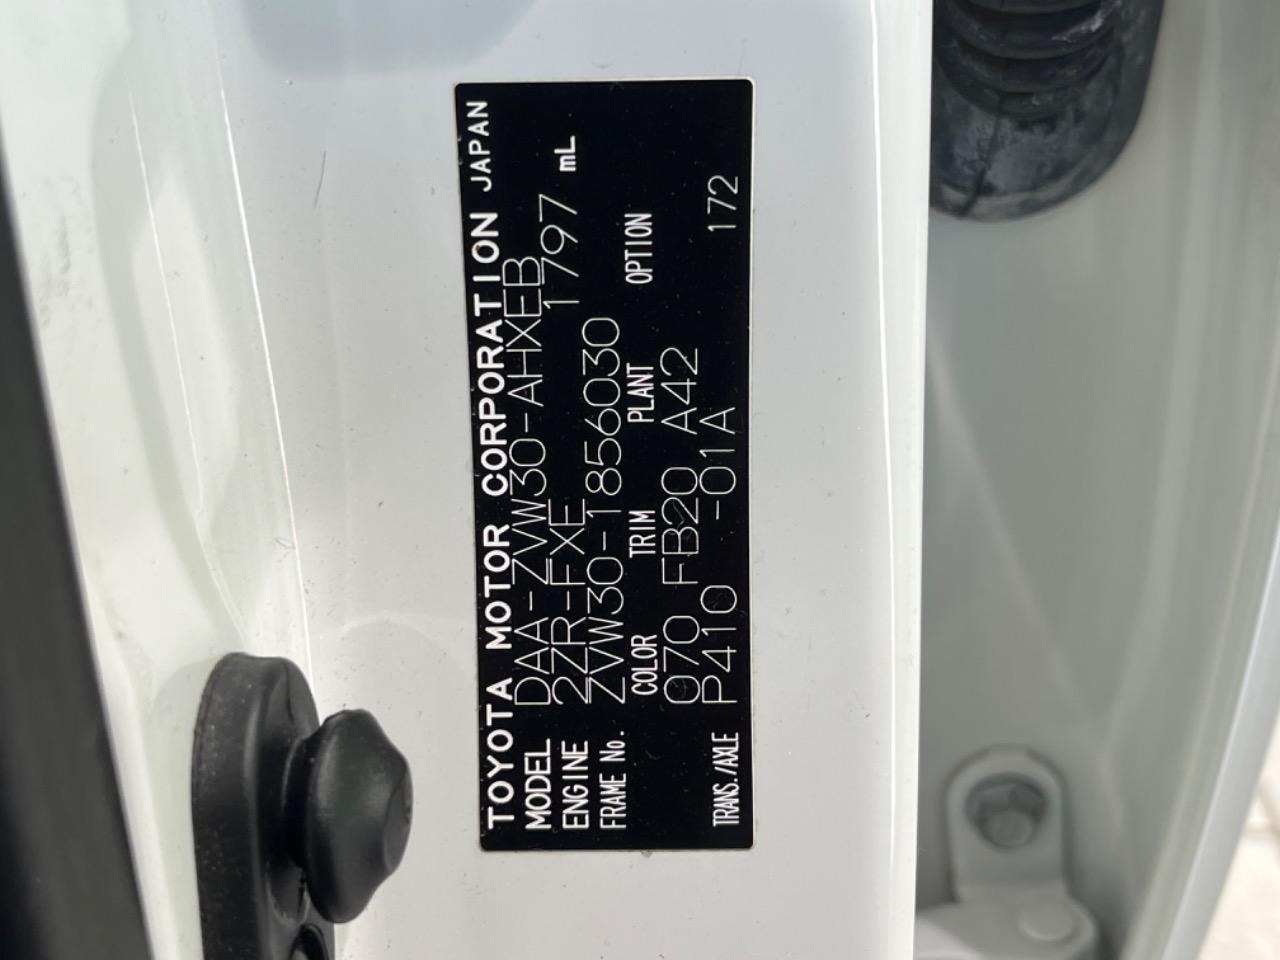 TOYOTA MOTOR CORPORATION JAPAN
MODEL DAA-ZVW30-AHXEB
ENGINE 2ZR-FXE 1797 mL
FRAME No. ZVW30-1856030
COLOR TRIM PLANT OPTION
070 FB20 A42
TRANS./AXLE P410 -01A 172